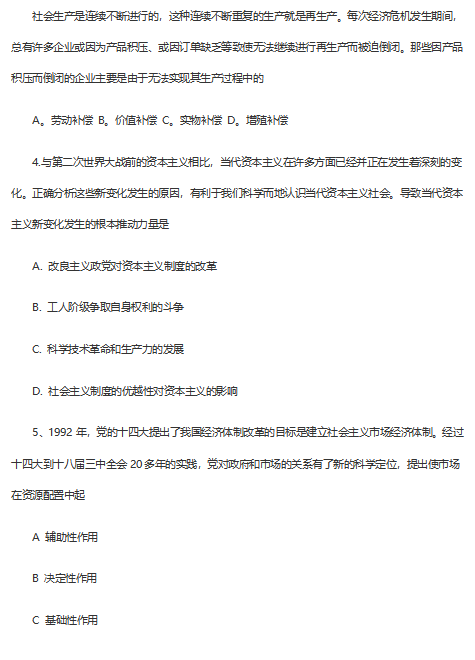 社会生产是连续不断进行的，这种连续不断重复的生产就是再生产。每次经济危机发生期间，
总有许多企业或因为产品积压、或因订单缺乏等致使无法继续进行再生产而被迫倒闭。那些因产品
积压而倒闭的企业主要是由于无法实现其生产过程中的
A。劳动补偿 B。价值补偿 C。实物补偿 D。增殖补偿
4.与第二次世界大战前的资本主义相比，当代资本主义在许多方面已经并正在发生着深刻的变
化。正确分析这些新变化发生的原因，有利于我们科学而地认识当代资本主义社会。导致当代资本
主义新变化发生的根本推动力量是
A. 改良主义政党对资本主义制度的改革
B. 工人阶级争取自身权利的斗争
C. 科学技术革命和生产力的发展
D. 社会主义制度的优越性对资本主义的影响
5、1992 年，党的十四大提出了我国经济体制改革的目标是建立社会主义市场经济体制。经过
十四大到十八届三中全会 20 多年的实践，党对政府和市场的关系有了新的科学定位，提出使市场
在资源配置中起
A 辅助性作用
B 决定性作用
C 基础性作用